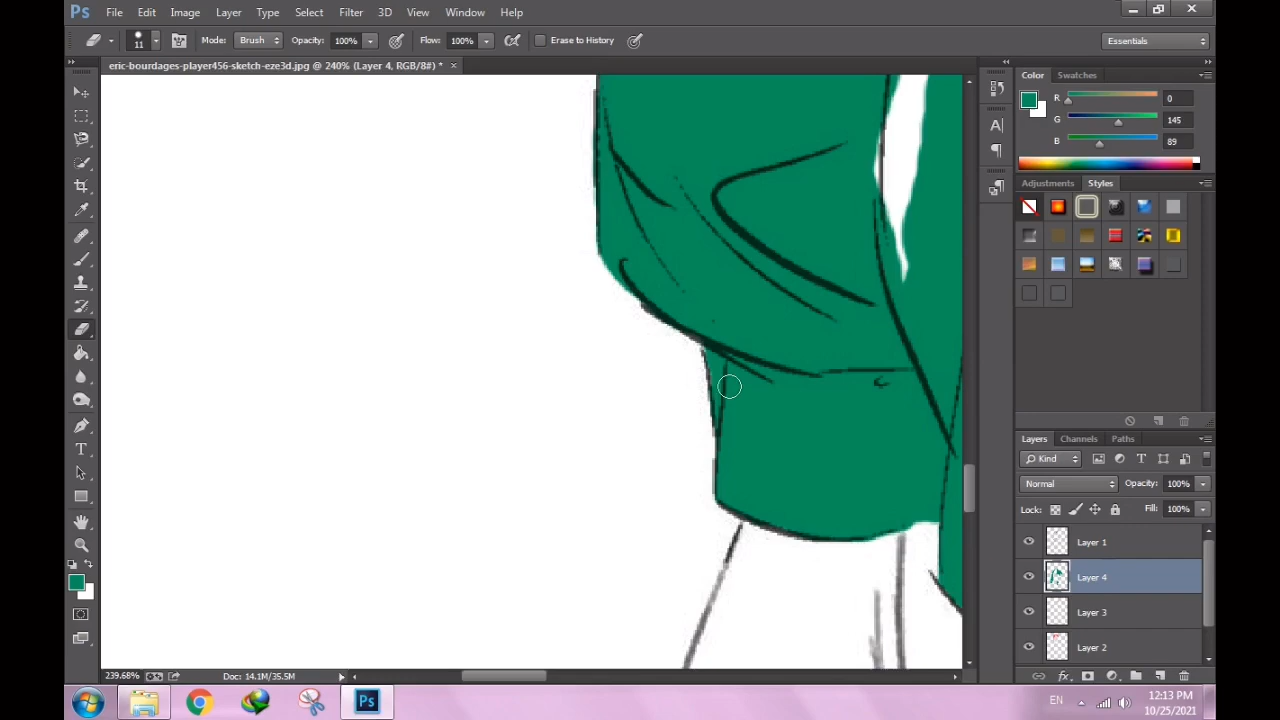 Ps File Edit Image Layer Type Select Filter 3D View Window Help
11 Mode: Brush Opacity: 100% Flow: 100% Erase to History Essentials
eric-bourdages-player456-sketch-eze3d.jpg @ 240% (Layer 4, RGB/8#) * ×
Color Swatches
R 0
G 145
B 89
Adjustments Styles
Layers Channels Paths
Kind
Normal Opacity: 100%
Lock: Fill: 100%
Layer 1
Layer 4
Layer 3
Layer 2
239.68% Doc: 14.1M/35.5M
fx
Ps EN 12:13 PM
10/25/2021